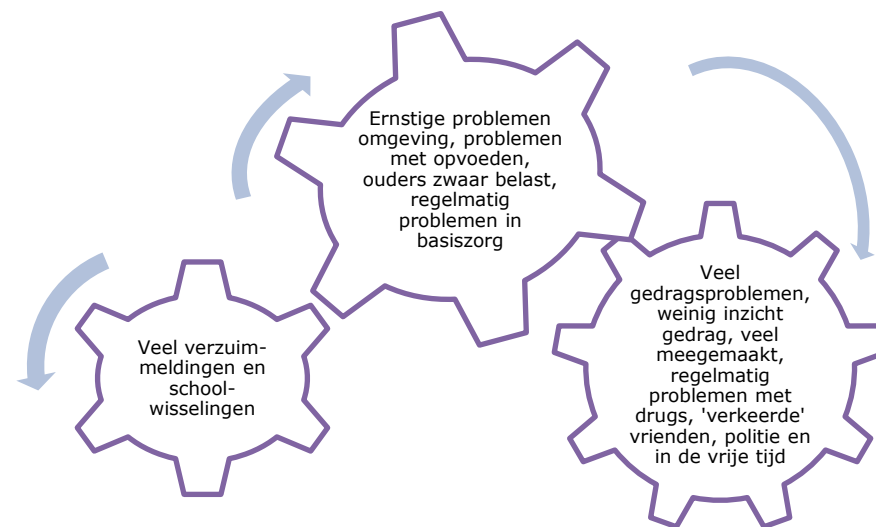 Ernstige problemen
omgeving, problemen
met opvoeden,
ouders zwaar belast,
regelmatig
problemen in
basiszorg
Veel verzuim-
meldingen en
school-
wisselingen
Veel
gedragsproblemen,
weinig inzicht
gedrag, veel
meegemaakt,
regelmatig
problemen met
drugs, 'verkeerde'
vrienden, politie en
in de vrije tijd